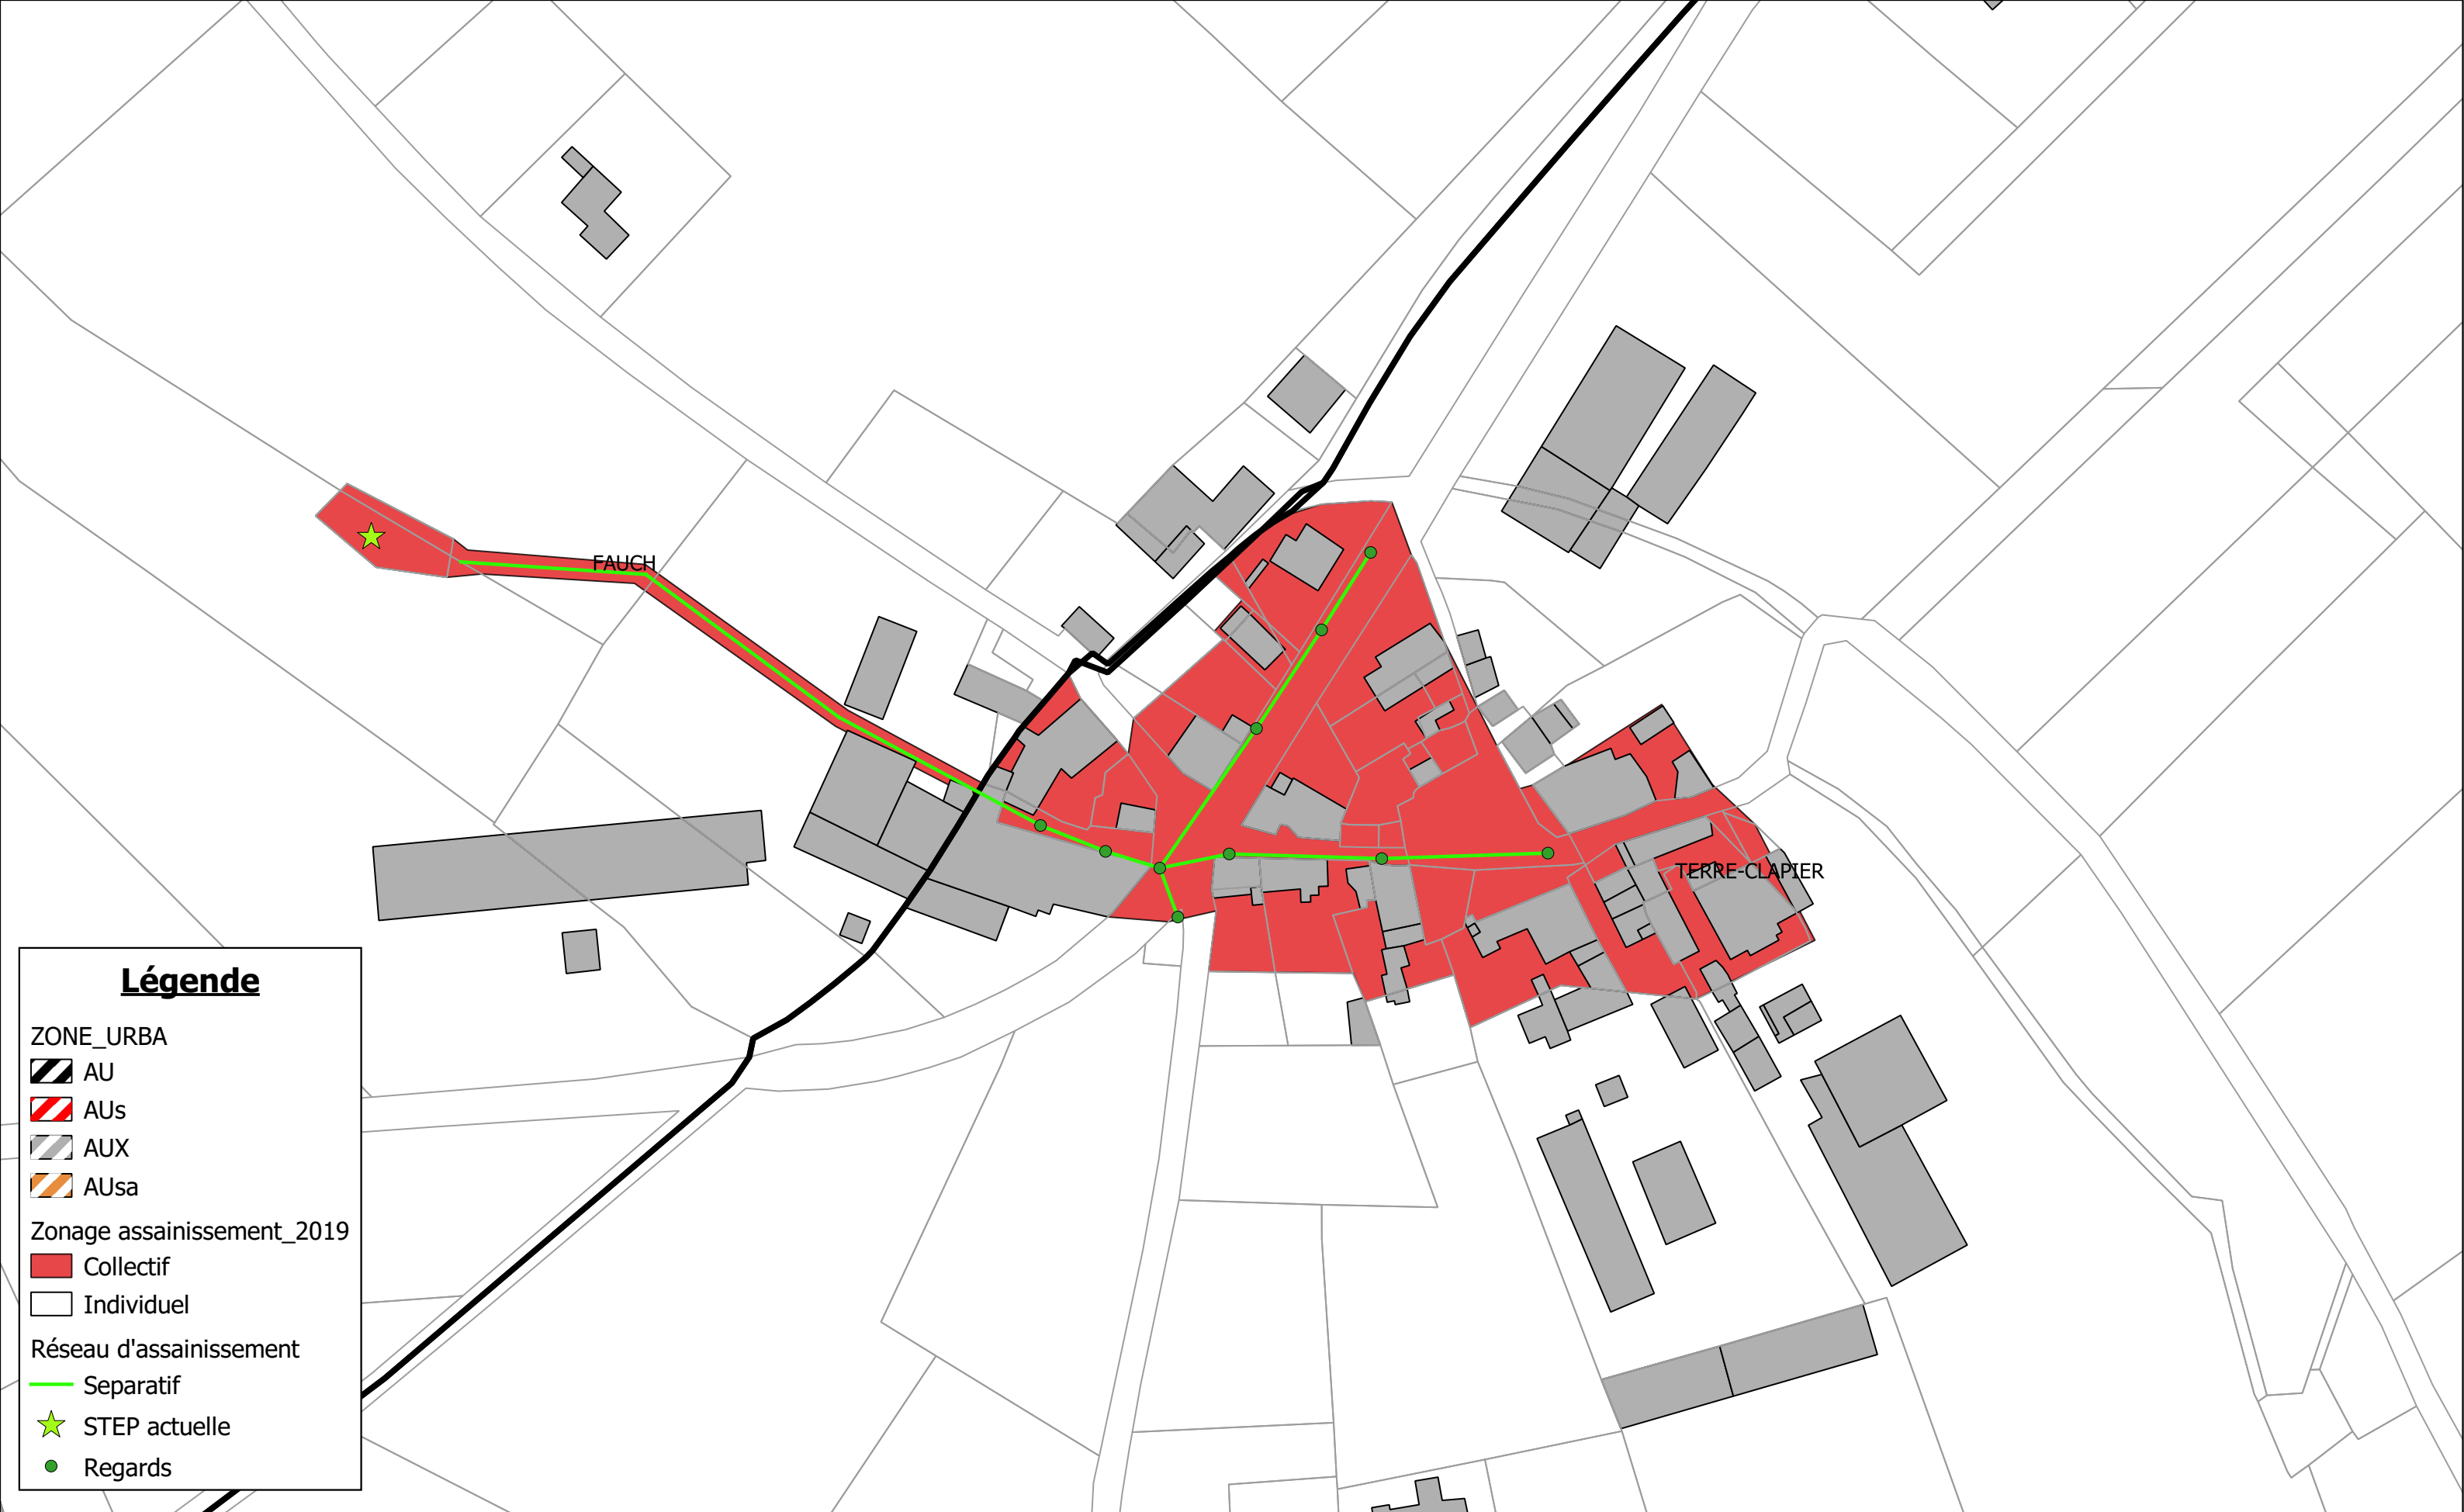 FAUCH
TERRE-CLAPIER
Légende
ZONE_URBA
AU
AUs
AUX
AUsa
Zonage assainissement_2019
Collectif
Individuel
Réseau d'assainissement
Separatif
STEP actuelle
Regards